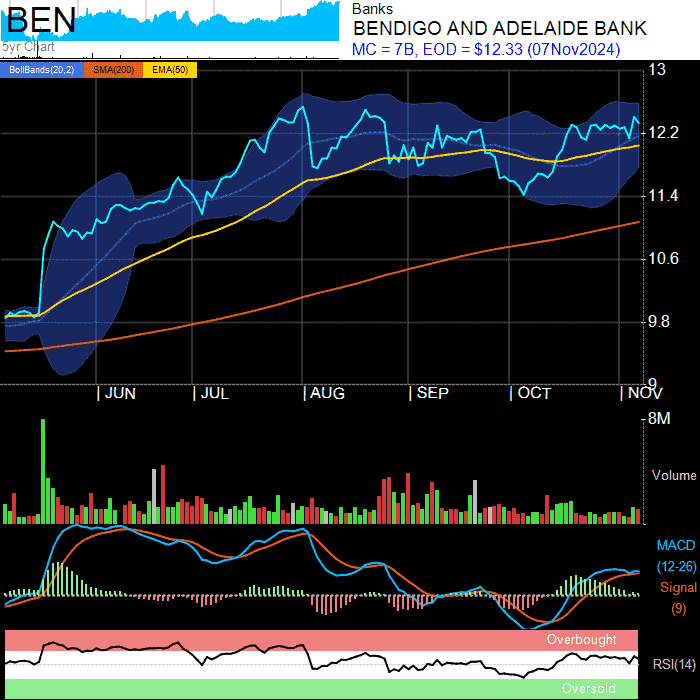 BEN
5yr Chart
Banks
BENDIGO AND ADELAIDE BANK
MC = 7B, EOD = $12.33 (07Nov2024)
BollBands(20,2) SMA(200) EMA(50)
13
12.2
11.4
10.6
9.8
9
JUN JUL AUG SEP OCT NOV
8M
Volume
MACD
(12-26)
Signal
(9)
Overbought
RSI(14)
Oversold